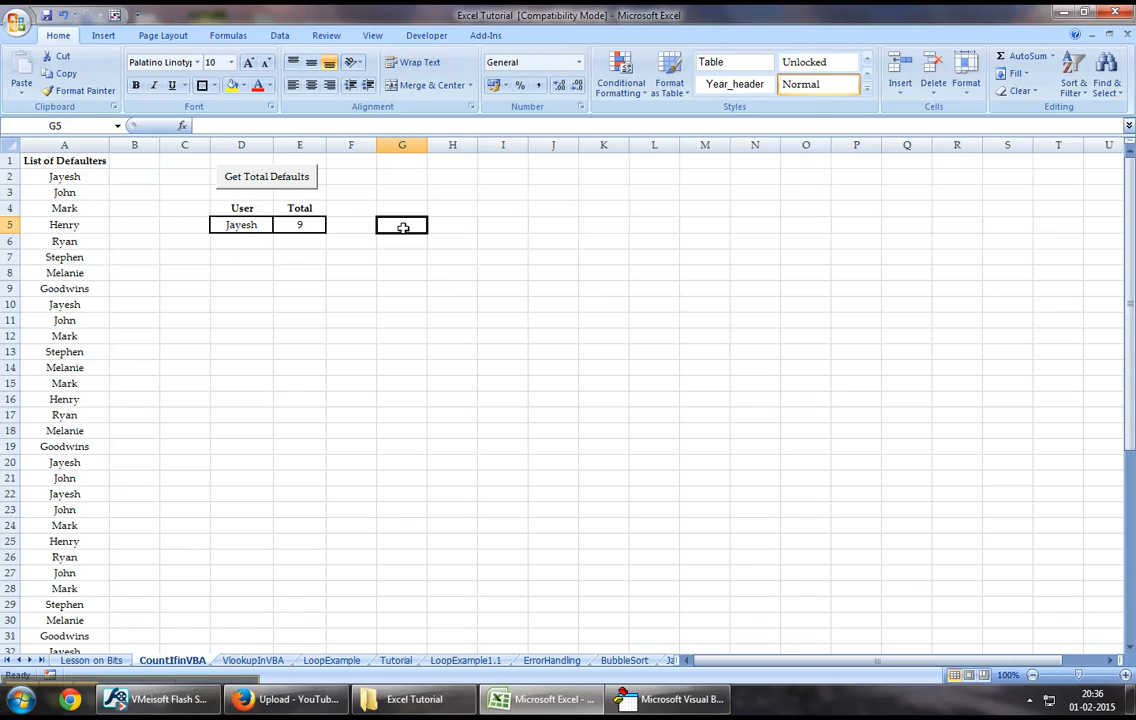 Excel Tutorial [Compatibility Mode] - Microsoft Excel
Home Insert Page Layout Formulas Data Review View Developer Add-Ins
Paste Cut Copy Format Painter Clipboard
Palatino Linoty 10 B I U A Font
Wrap Text Merge & Center Alignment
General % , Number
Conditional Formatting Format as Table Table Unlocked Year_header Normal Styles
Insert Delete Format Cells
Σ AutoSum Fill Clear Sort & Filter Find & Select Editing
G5 fx
A B C D E F G H I J K L M N O P Q R S T U
1 List of Defaulters
2 Jayesh Get Total Defaults
3 John
4 Mark User Total
5 Henry Jayesh 9
6 Ryan
7 Stephen
8 Melanie
9 Goodwins
10 Jayesh
11 John
12 Mark
13 Stephen
14 Melanie
15 Mark
16 Henry
17 Ryan
18 Melanie
19 Goodwins
20 Jayesh
21 John
22 Jayesh
23 John
24 Mark
25 Henry
26 Ryan
27 John
28 Mark
29 Stephen
30 Melanie
31 Goodwins
32 Jayesh
Lesson on Bits CountIfinVBA VlookupInVBA LoopExample Tutorial LoopExample1.1 ErrorHandling BubbleSort Ja
Ready 100%
VMeisoft Flash S... Upload - YouTub... Excel Tutorial Microsoft Excel - ... Microsoft Visual B... 20:36
01-02-2015